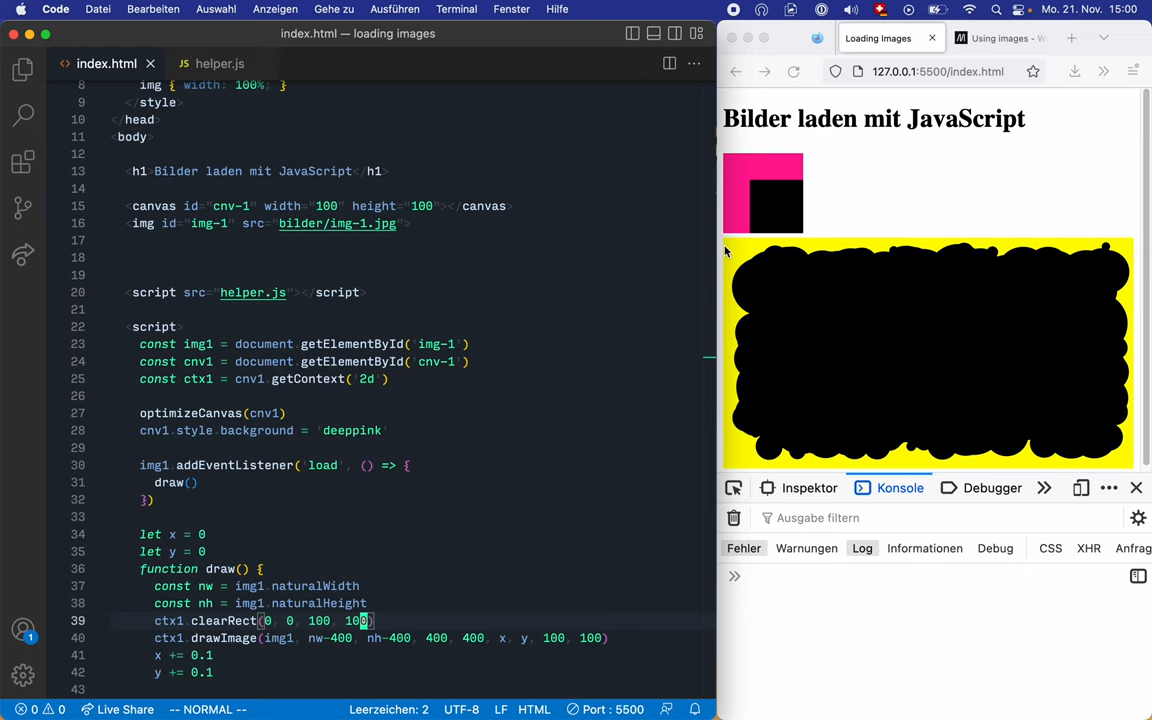 Code Datei Bearbeiten Auswahl Anzeigen Gehe zu Ausführen Terminal Fenster Hilfe Mo. 21. Nov. 15:00
index.html — loading images
index.html
JS helper.js
8 img { width: 100%; }
9 </style>
10 </head>
11 <body>
12
13 <h1>Bilder laden mit JavaScript</h1>
14
15 <canvas id="cnv-1" width="100" height="100"></canvas>
16 <img id="img-1" src="bilder/img-1.jpg">
17
18
19
20 <script src="helper.js"></script>
21
22 <script>
23 const img1 = document.getElementById('img-1')
24 const cnv1 = document.getElementById('cnv-1')
25 const ctx1 = cnv1.getContext('2d')
26
27 optimizeCanvas(cnv1)
28 cnv1.style.background = 'deeppink'
29
30 img1.addEventListener('load', () => {
31 draw()
32 })
33
34 let x = 0
35 let y = 0
36 function draw() {
37 const nw = img1.naturalWidth
38 const nh = img1.naturalHeight
39 ctx1.clearRect(0, 0, 100, 100)
40 ctx1.drawImage(img1, nw-400, nh-400, 400, 400, x, y, 100, 100)
41 x += 0.1
42 y += 0.1
43
1
0 0 Live Share -- NORMAL -- Leerzeichen: 2 UTF-8 LF HTML Port : 5500
Loading Images
Using images - W
127.0.0.1:5500/index.html
Bilder laden mit JavaScript
Inspektor Konsole Debugger
Ausgabe filtern
Fehler Warnungen Log Informationen Debug CSS XHR Anfrag